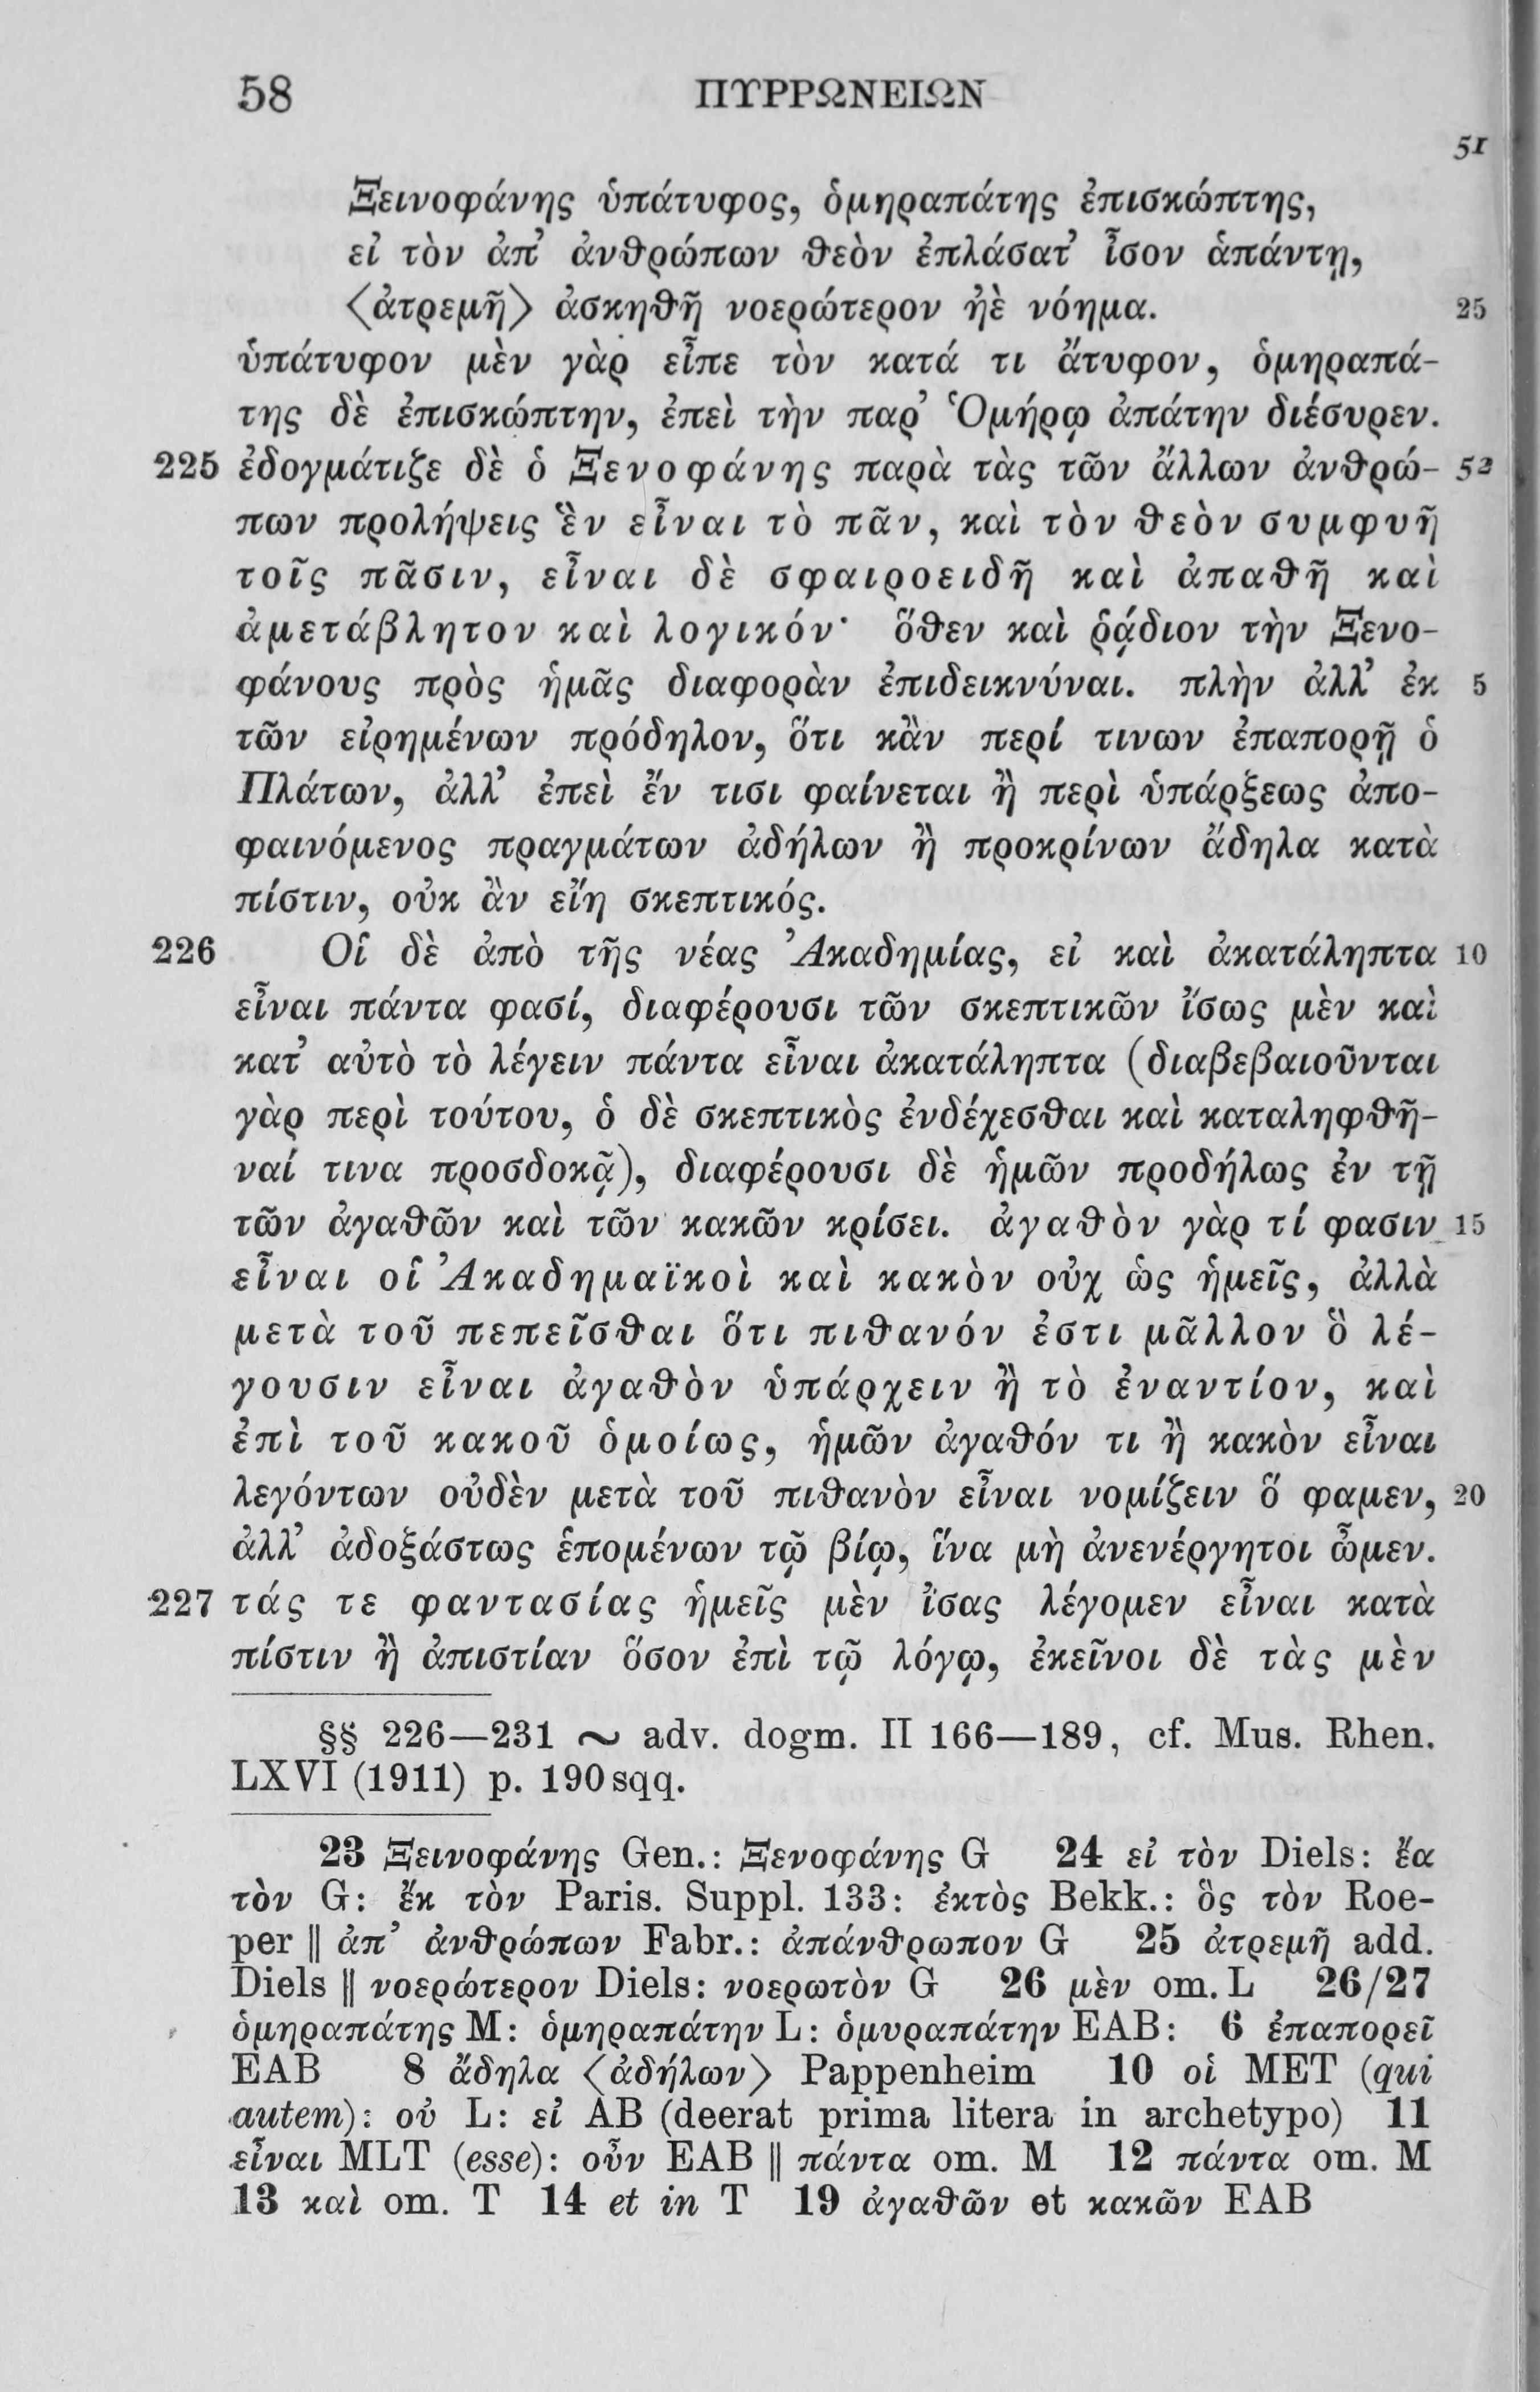 58 ΠΥΡΡΩΝΕΙΩΝ
51
Ξεινοφάνης ὑπάτυφος, ὁμηραπάτης ἐπισκώπτης,
εἰ τὸν ἀπ’ ἀνθρώπων θεὸν ἐπλάσατ’ ἶσον ἁπάντῃ,
⟨ἀτρεμῆ⟩ ἀσκηθῆ νοερώτερον ἠὲ νόημα. 25
ὑπάτυφον μὲν γὰρ εἶπε τὸν κατά τι ἄτυφον, ὁμηραπά-
της δὲ ἐπισκώπτην, ἐπεὶ τὴν παρ’ Ὁμήρῳ ἀπάτην διέσυρεν.
225 ἐδογμάτιζε δὲ ὁ Ξενοφάνης παρὰ τὰς τῶν ἄλλων ἀνθρώ- 52
πων προλήψεις ἓν εἶναι τὸ πᾶν, καὶ τὸν θεὸν συμφυῆ
τοῖς πᾶσιν, εἶναι δὲ σφαιροειδῆ καὶ ἀπαθῆ καὶ
ἀμετάβλητον καὶ λογικόν· ὅθεν καὶ ῥᾴδιον τὴν Ξενο-
φάνους πρὸς ἡμᾶς διαφορὰν ἐπιδεικνύναι. πλὴν ἀλλ’ ἐκ 5
τῶν εἰρημένων πρόδηλον, ὅτι κἂν περί τινων ἐπαπορῇ ὁ
Πλάτων, ἀλλ’ ἐπεὶ ἔν τισι φαίνεται ἢ περὶ ὑπάρξεως ἀπο-
φαινόμενος πραγμάτων ἀδήλων ἢ προκρίνων ἄδηλα κατὰ
πίστιν, οὐκ ἂν εἴη σκεπτικός.
226 Οἱ δὲ ἀπὸ τῆς νέας Ἀκαδημίας, εἰ καὶ ἀκατάληπτα 10
εἶναι πάντα φασί, διαφέρουσι τῶν σκεπτικῶν ἴσως μὲν καὶ
κατ’ αὐτὸ τὸ λέγειν πάντα εἶναι ἀκατάληπτα (διαβεβαιοῦνται
γὰρ περὶ τούτου, ὁ δὲ σκεπτικὸς ἐνδέχεσθαι καὶ καταληφθῆ-
ναί τινα προσδοκᾷ), διαφέρουσι δὲ ἡμῶν προδήλως ἐν τῇ
τῶν ἀγαθῶν καὶ τῶν κακῶν κρίσει. ἀγαθὸν γὰρ τί φασιν 15
εἶναι οἱ Ἀκαδημαϊκοὶ καὶ κακὸν οὐχ ὡς ἡμεῖς, ἀλλὰ
μετὰ τοῦ πεπεῖσθαι ὅτι πιθανόν ἐστι μᾶλλον ὃ λέ-
γουσιν εἶναι ἀγαθὸν ὑπάρχειν ἢ τὸ ἐναντίον, καὶ
ἐπὶ τοῦ κακοῦ ὁμοίως, ἡμῶν ἀγαθόν τι ἢ κακὸν εἶναι
λεγόντων οὐδὲν μετὰ τοῦ πιθανὸν εἶναι νομίζειν ὅ φαμεν, 20
ἀλλ’ ἀδοξάστως ἑπομένων τῷ βίῳ, ἵνα μὴ ἀνενέργητοι ὦμεν.
227 τάς τε φαντασίας ἡμεῖς μὲν ἴσας λέγομεν εἶναι κατὰ
πίστιν ἢ ἀπιστίαν ὅσον ἐπὶ τῷ λόγῳ, ἐκεῖνοι δὲ τὰς μὲν
§§ 226—231 ~ adv. dogm. II 166—189, cf. Mus. Rhen.
LXVI (1911) p. 190 sqq.
23 Ξεινοφάνης Gen.: Ξενοφάνης G 24 εἰ τὸν Diels: ἔα
τὸν G: ἔκ τὸν Paris. Suppl. 133: ἐκτὸς Bekk.: ὃς τὸν Roe-
per || ἀπ’ ἀνθρώπων Fabr.: ἀπάνθρωπον G 25 ἀτρεμῆ add.
Diels || νοερώτερον Diels: νοερωτὸν G 26 μὲν om. L 26/27
ὁμηραπάτης M: ὁμηραπάτην L: ὁμυραπάτην EAB: 6 ἐπαπορεῖ
EAB 8 ἄδηλα ⟨ἀδήλων⟩ Pappenheim 10 οἱ MET (qui
autem): οὐ L: εἰ AB (deerat prima litera in archetypo) 11
εἶναι MLT (esse): οὖν EAB || πάντα om. M 12 πάντα om. M
13 καὶ om. T 14 et in T 19 ἀγαθῶν et κακῶν EAB